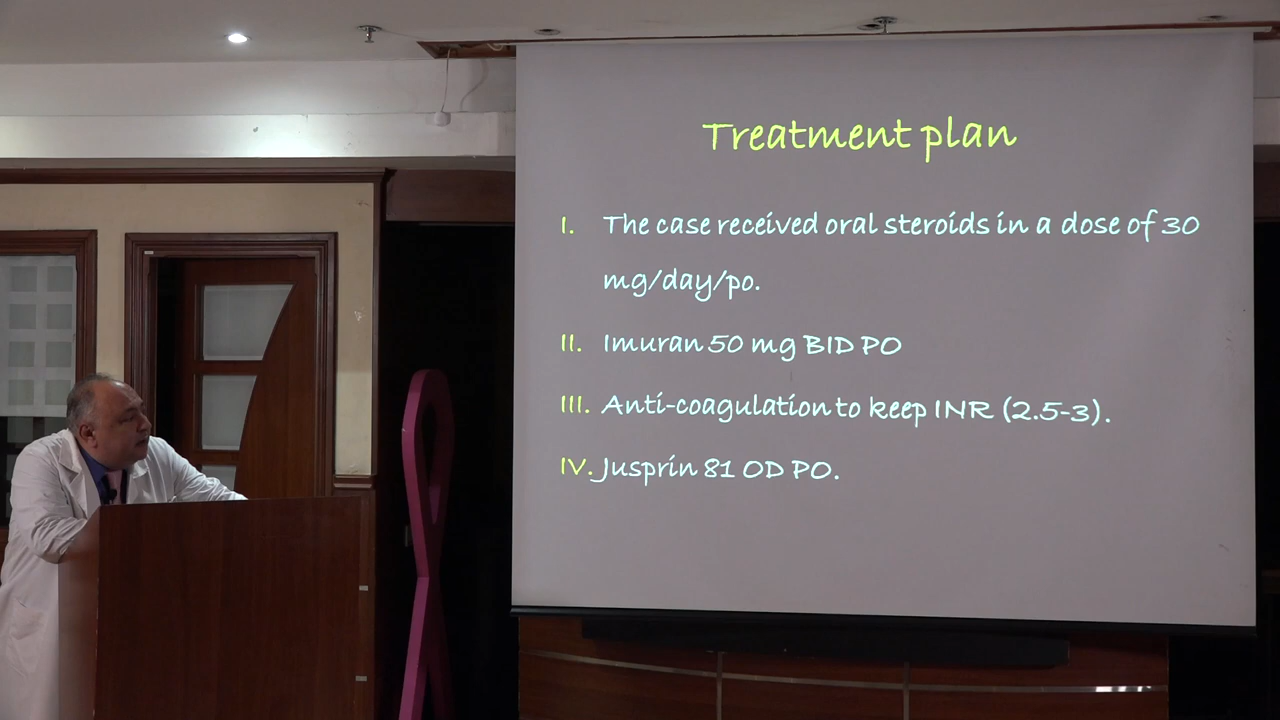 Treatment plan
I. The case received oral steroids in a dose of 30
mg/day/po.
II. Imuran 50 mg BID PO
III. Anti-coagulation to keep INR (2.5-3).
IV. Jusprin 81 OD PO.